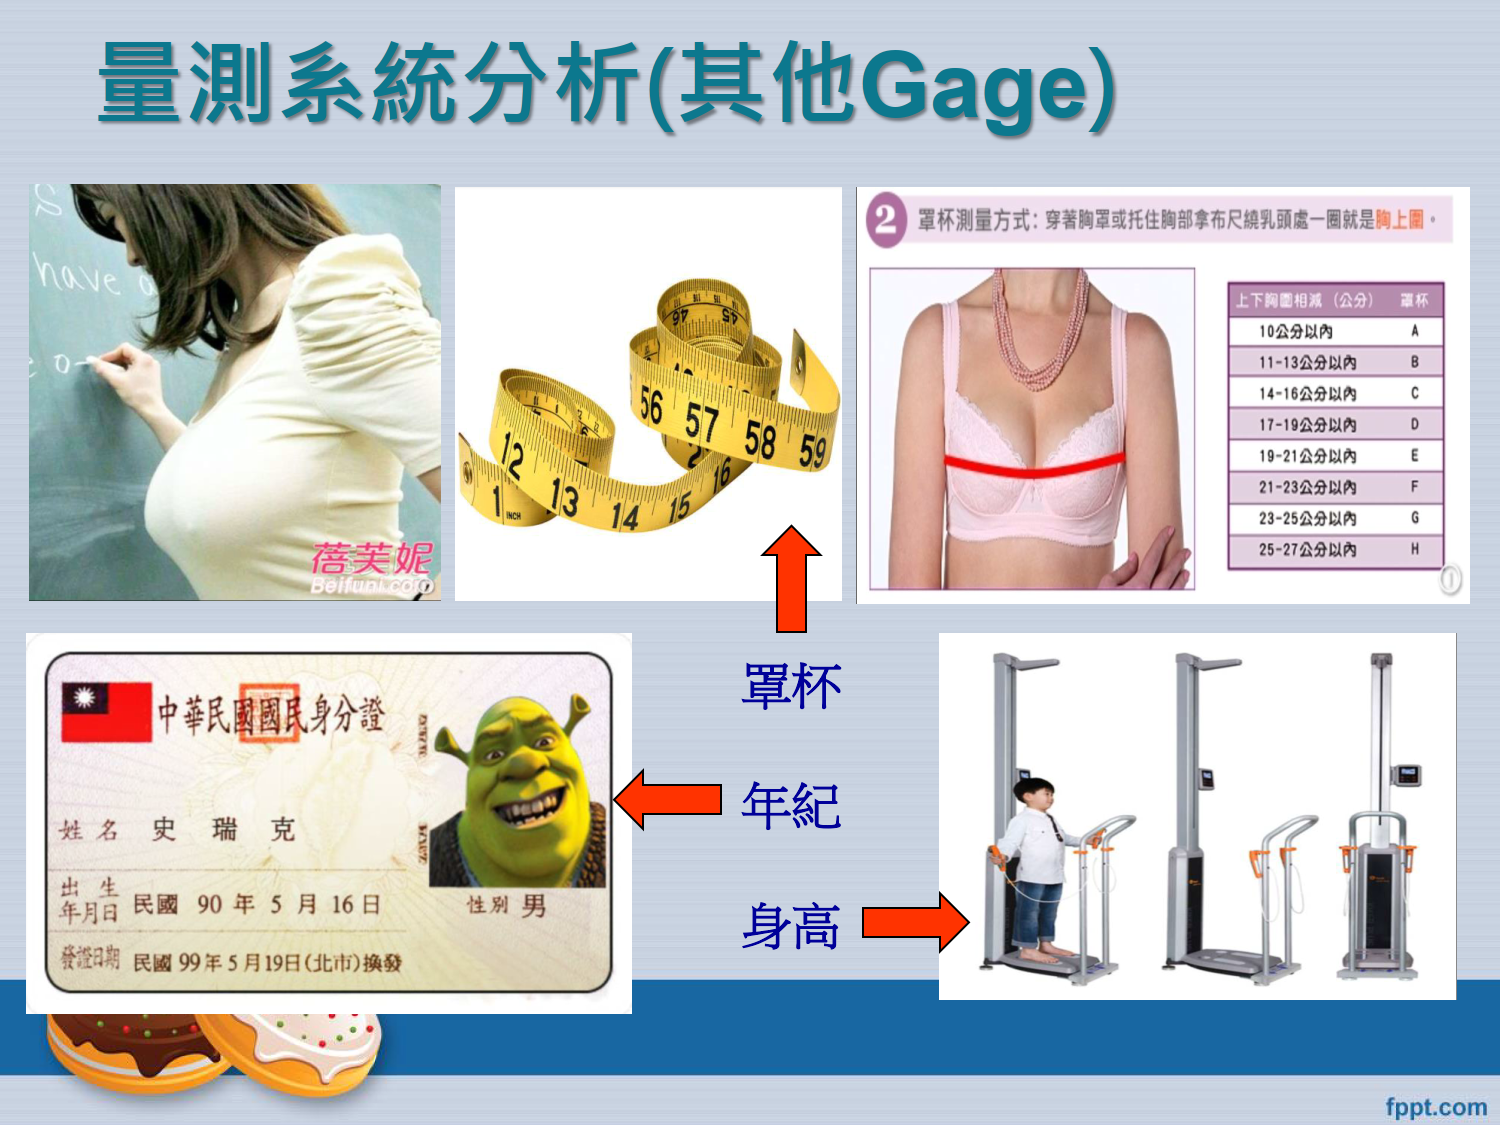 量測系統分析(其他Gage)
S
have a
e o
蓓芙妮
Beifuni.com
46 45
56 57 58 59
12
1 INCH 13 14 15 16
2 罩杯測量方式：穿著胸罩或托住胸部拿布尺繞乳頭處一圈就是胸上圍。
上下胸圍相減（公分） 罩杯
10公分以內 A
11-13公分以內 B
14-16公分以內 C
17-19公分以內 D
19-21公分以內 E
21-23公分以內 F
23-25公分以內 G
25-27公分以內 H
罩杯
年紀
身高
中華民國國民身分證
姓名 史瑞克
出生年月日 民國 90 年 5 月 16 日 性別 男
發證日期 民國 99 年 5 月 19日(北市)換發
fppt.com